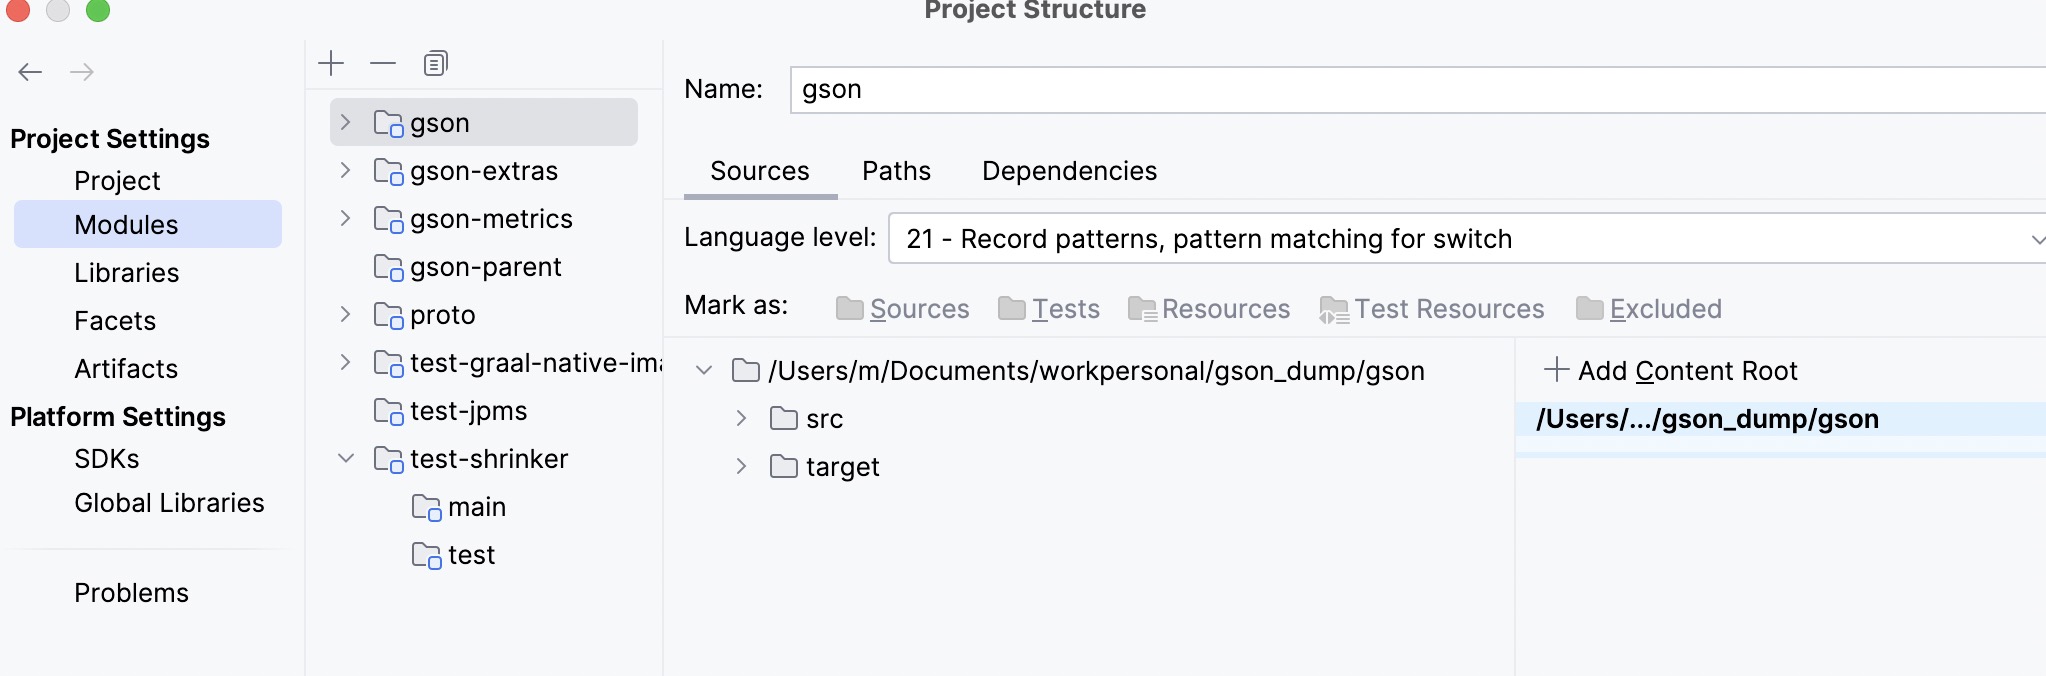 Project Structure
Project Settings
Project
Modules
Libraries
Facets
Artifacts
Platform Settings
SDKs
Global Libraries
Problems
gson
gson-extras
gson-metrics
gson-parent
proto
test-graal-native-ima
test-jpms
test-shrinker
main
test
Name: gson
Sources Paths Dependencies
Language level: 21 - Record patterns, pattern matching for switch
Mark as: Sources Tests Resources Test Resources Excluded
/Users/m/Documents/workpersonal/gson_dump/gson
src
target
Add Content Root
/Users/.../gson_dump/gson